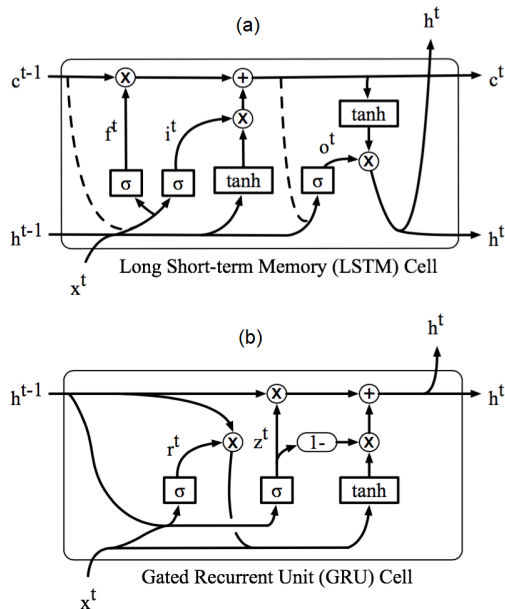 (a)
h^t
c^{t-1} x + c^t
tanh
f^t i^t x o^t x
σ σ tanh σ
h^{t-1} h^t
Long Short-term Memory (LSTM) Cell
x^t
(b)
h^t
h^{t-1} x + h^t
r^t x z^t 1- x
σ σ tanh
Gated Recurrent Unit (GRU) Cell
x^t